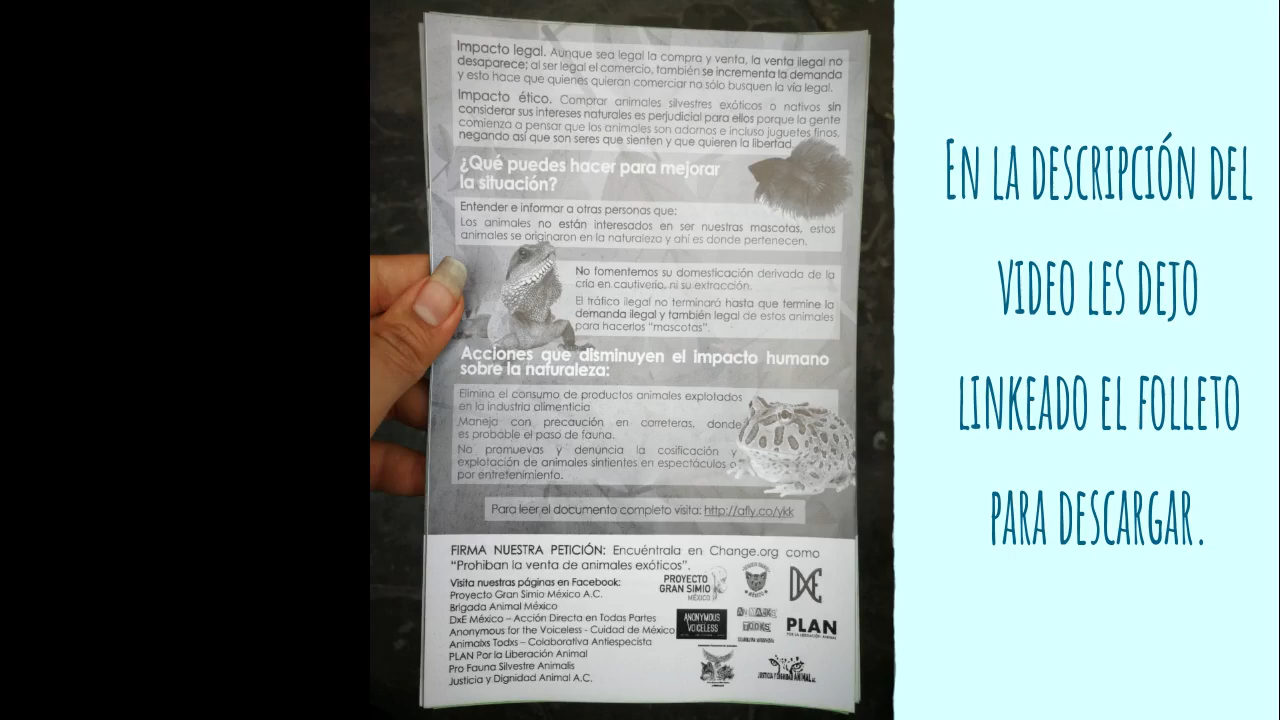 Impacto legal. Aunque sea legal la compra y venta, la venta ilegal no
desaparece; al ser legal el comercio, también se incrementa la demanda
y esto hace que quienes quieran comerciar no sólo busquen la vía legal.
Impacto ético. Comprar animales silvestres exóticos o nativos sin
considerar sus intereses naturales es perjudicial para ellos porque la gente
comienza a pensar que los animales son adornos e incluso juguetes finos,
negando así que son seres que sienten y que quieren la libertad.
¿Qué puedes hacer para mejorar
la situación?
Entender e informar a otras personas que:
Los animales no están interesados en ser nuestras mascotas, estos
animales se originaron en la naturaleza y ahí es donde pertenecen.
No fomentemos su domesticación derivada de la
cría en cautiverio, ni su extracción.
El tráfico ilegal no terminará hasta que termine la
demanda ilegal y también legal de estos animales
para hacerlos "mascotas".
Acciones que disminuyen el impacto humano
sobre la naturaleza:
Elimina el consumo de productos animales explotados
en la industria alimenticia
Maneja con precaución en carreteras, donde
es probable el paso de fauna.
No promuevas y denuncia la cosificación y
explotación de animales sintientes en espectáculos o
por entretenimiento.
Para leer el documento completo visita: http://afly.co/ykk
FIRMA NUESTRA PETICIÓN: Encuéntrala en Change.org como
"Prohiban la venta de animales exóticos".
Visita nuestras páginas en Facebook:
Proyecto Gran Simio México A.C.
Brigada Animal México
DxE México – Acción Directa en Todas Partes
Anonymous for the Voiceless - Cuidad de México
Animalxs Todxs – Colaborativa Antiespecista
PLAN Por la Liberación Animal
Pro Fauna Silvestre Animalis
Justicia y Dignidad Animal A.C.
PROYECTO
GRAN SIMIO
MÉXICO
DXE
ANONYMOUS
VOICELESS
PLAN
POR LA LIBERACIÓN ANIMAL
JUSTICIA Y DIGNIDAD ANIMAL AC
En la descripción del
video les dejo
linkeado el folleto
para descargar.